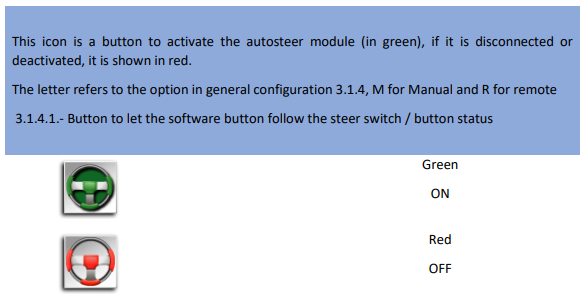 This icon is a button to activate the autosteer module (in green), if it is disconnected or
deactivated, it is shown in red.
The letter refers to the option in general configuration 3.1.4, M for Manual and R for remote
3.1.4.1.- Button to let the software button follow the steer switch / button status
Green
ON
Red
OFF